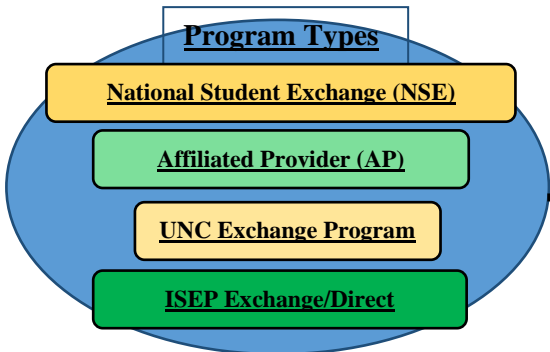 Program Types
National Student Exchange (NSE)
Affiliated Provider (AP)
UNC Exchange Program
ISEP Exchange/Direct